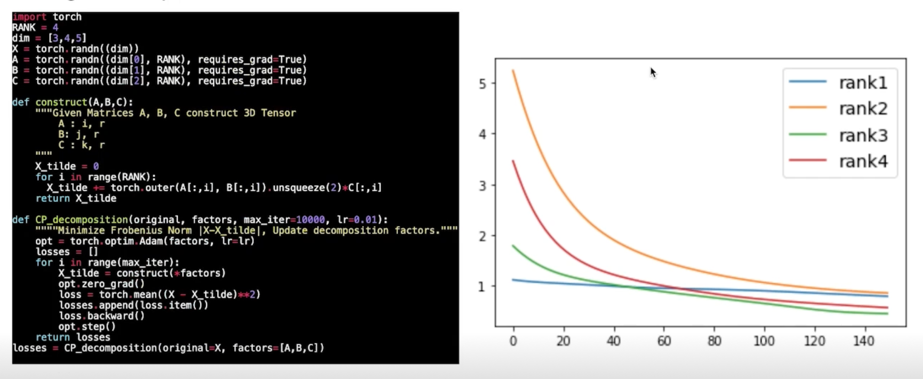 import torch
RANK = 4
dim = [3,4,5]
X = torch.randn((dim))
A = torch.randn((dim[0], RANK), requires_grad=True)
B = torch.randn((dim[1], RANK), requires_grad=True)
C = torch.randn((dim[2], RANK), requires_grad=True)
def construct(A,B,C):
"""Given Matrices A, B, C construct 3D Tensor
A : i, r
B: j, r
C : k, r
"""
X_tilde = 0
for i in range(RANK):
X_tilde += torch.outer(A[:,i], B[:,i]).unsqueeze(2)*C[:,i]
return X_tilde
def CP_decomposition(original, factors, max_iter=10000, lr=0.01):
""""Minimize Frobenius Norm |X-X_tilde|, Update decomposition factors."""
opt = torch.optim.Adam(factors, lr=lr)
losses = []
for i in range(max_iter):
X_tilde = construct(*factors)
opt.zero_grad()
loss = torch.mean((X - X_tilde)**2)
losses.append(loss.item())
loss.backward()
opt.step()
return losses
losses = CP_decomposition(original=X, factors=[A,B,C])
rank1
rank2
rank3
rank4
5
4
3
2
1
0 20 40 60 80 100 120 140